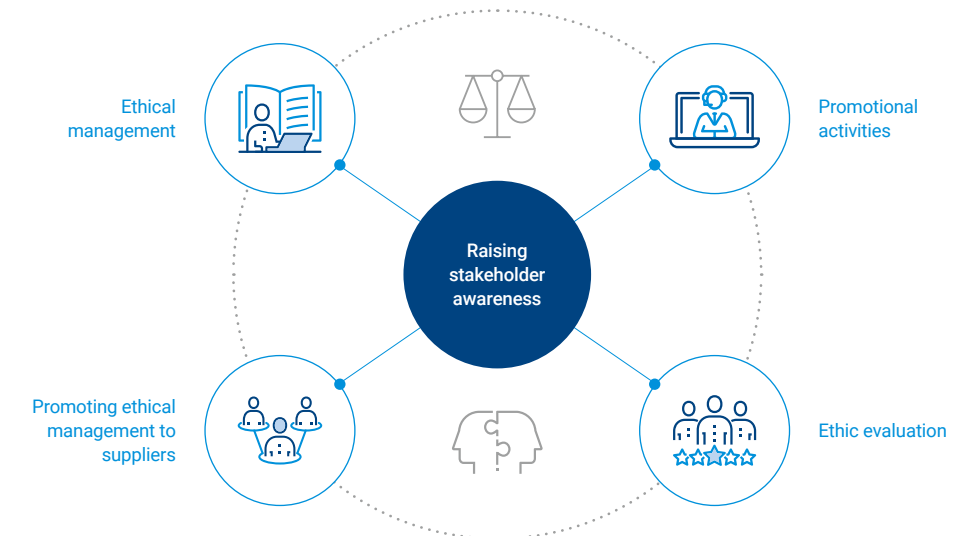 Ethical
management
Promotional
activities
Raising
stakeholder
awareness
Promoting ethical
management to
suppliers
Ethic evaluation